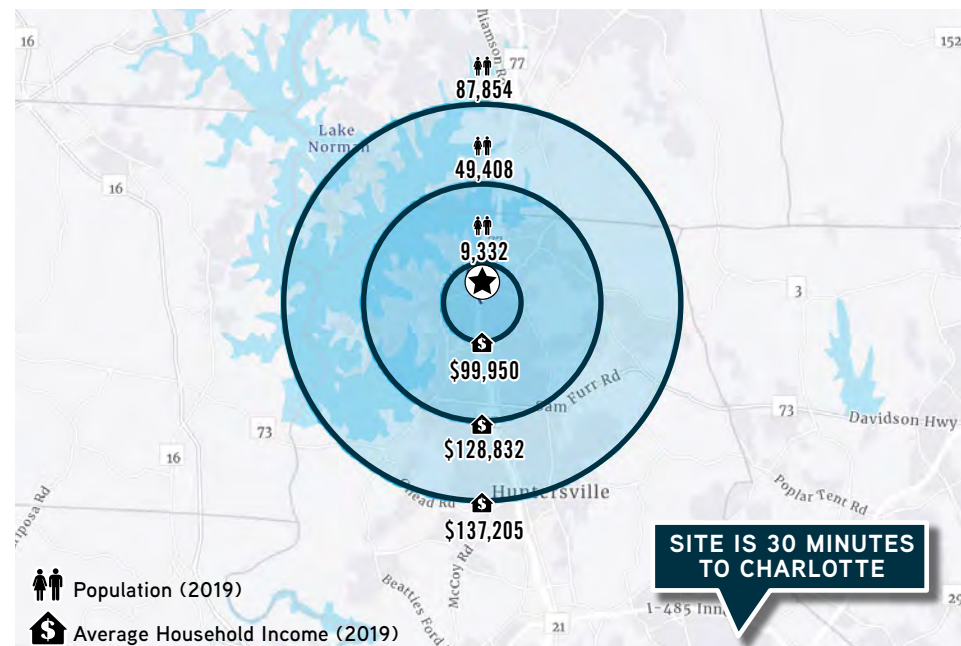 16
77
152
87,854
Lake
Norman
49,408
16
9,332
3
$99,950
Sam Furr Rd
73
Davidson Hwy
73
$128,832
16
Huntersville
Poplar Tent Rd
$137,205
SITE IS 30 MINUTES
TO CHARLOTTE
McCoy Rd
Beatties Ford
Population (2019)
I-485
29
21
Average Household Income (2019)